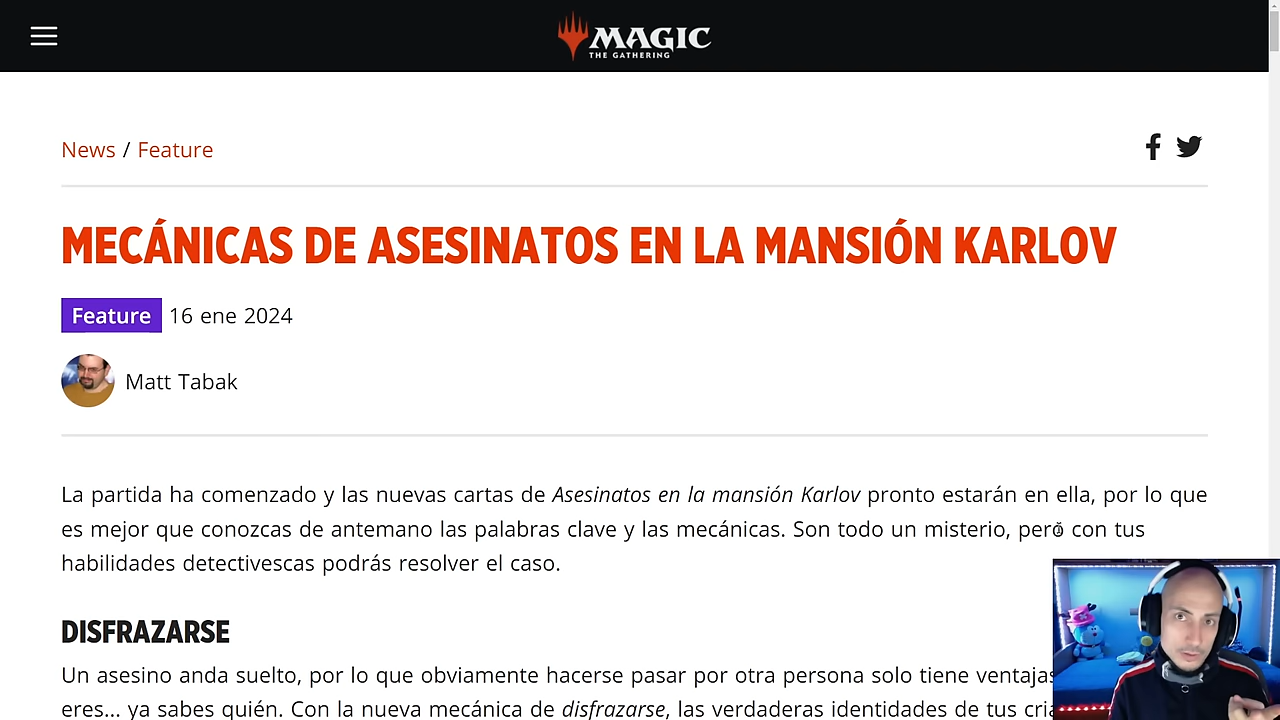 MAGIC
THE GATHERING
News / Feature
MECÁNICAS DE ASESINATOS EN LA MANSIÓN KARLOV
Feature 16 ene 2024
Matt Tabak
La partida ha comenzado y las nuevas cartas de Asesinatos en la mansión Karlov pronto estarán en ella, por lo que
es mejor que conozcas de antemano las palabras clave y las mecánicas. Son todo un misterio, pero con tus
habilidades detectivescas podrás resolver el caso.
DISFRAZARSE
Un asesino anda suelto, por lo que obviamente hacerse pasar por otra persona solo tiene ventajas
eres... ya sabes quién. Con la nueva mecánica de disfrazarse, las verdaderas identidades de tus